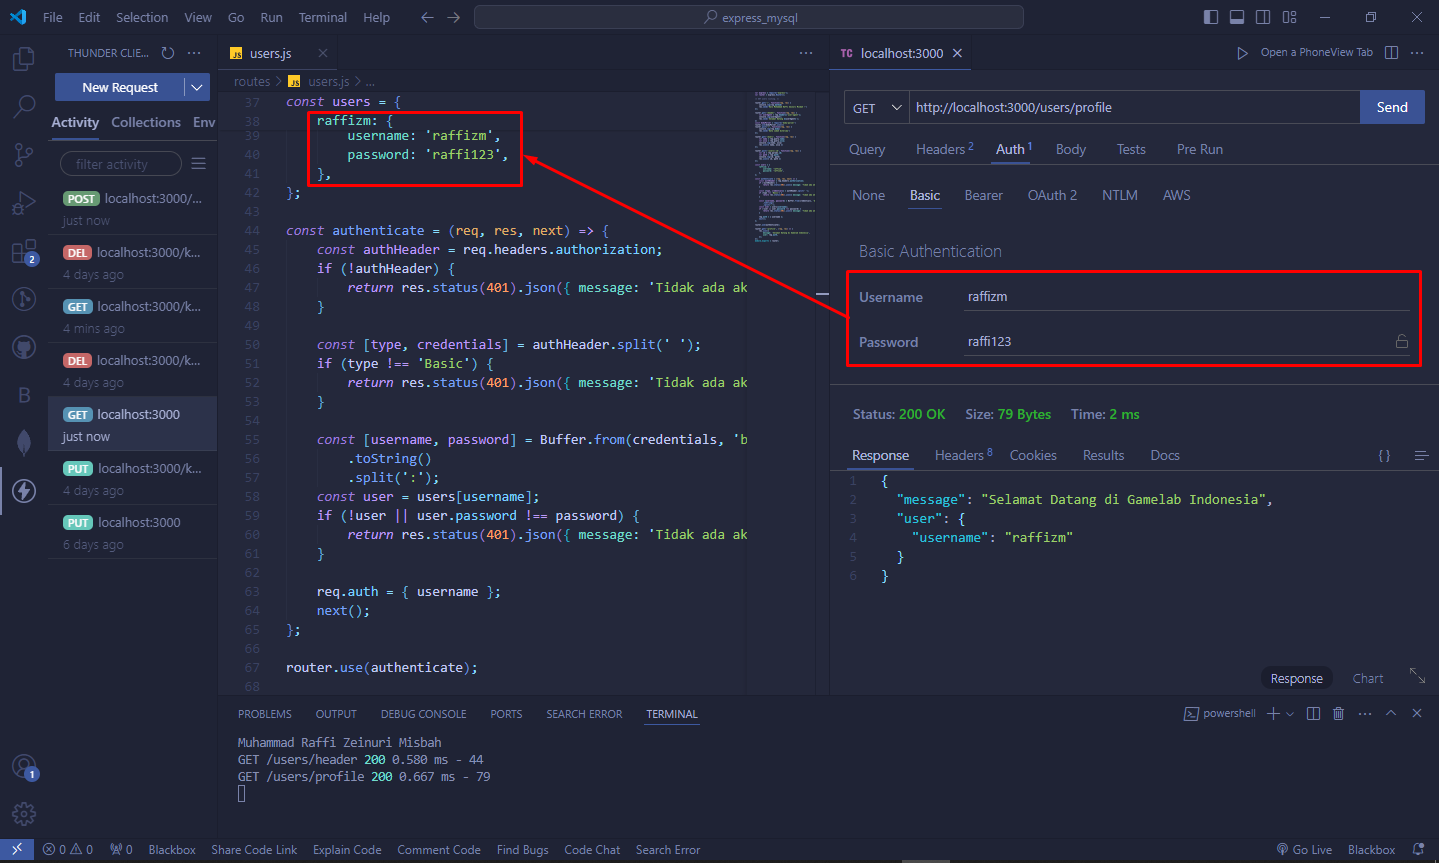 File Edit Selection View Go Run Terminal Help
express_mysql
THUNDER CLIE...
New Request
Activity Collections Env
filter activity
POST localhost:3000/...
just now
DEL localhost:3000/k...
4 days ago
GET localhost:3000/k...
4 mins ago
DEL localhost:3000/k...
4 days ago
GET localhost:3000
just now
PUT localhost:3000/k...
4 days ago
PUT localhost:3000
6 days ago
2
B
1
JS users.js
routes > JS users.js > ...
37 const users = {
38 raffizm: {
39 username: 'raffizm',
40 password: 'raffi123',
41 },
42 };
43
44 const authenticate = (req, res, next) => {
45 const authHeader = req.headers.authorization;
46 if (!authHeader) {
47 return res.status(401).json({ message: 'Tidak ada ak
48 }
49
50 const [type, credentials] = authHeader.split(' ');
51 if (type !== 'Basic') {
52 return res.status(401).json({ message: 'Tidak ada ak
53 }
54
55 const [username, password] = Buffer.from(credentials, 'b
56 .toString()
57 .split(':');
58 const user = users[username];
59 if (!user || user.password !== password) {
60 return res.status(401).json({ message: 'Tidak ada ak
61 }
62
63 req.auth = { username };
64 next();
65 };
66
67 router.use(authenticate);
68
TC localhost:3000
Open a PhoneView Tab
GET http://localhost:3000/users/profile Send
Query Headers 2 Auth 1 Body Tests Pre Run
None Basic Bearer OAuth 2 NTLM AWS
Basic Authentication
Username raffizm
Password raffi123
Status: 200 OK Size: 79 Bytes Time: 2 ms
Response Headers 8 Cookies Results Docs { }
1 {
2 "message": "Selamat Datang di Gamelab Indonesia",
3 "user": {
4 "username": "raffizm"
5 }
6 }
Response Chart
PROBLEMS OUTPUT DEBUG CONSOLE PORTS SEARCH ERROR TERMINAL
powershell
Muhammad Raffi Zeinuri Misbah
GET /users/header 200 0.580 ms - 44
GET /users/profile 200 0.667 ms - 79
0 0 0 Blackbox Share Code Link Explain Code Comment Code Find Bugs Code Chat Search Error
Go Live Blackbox